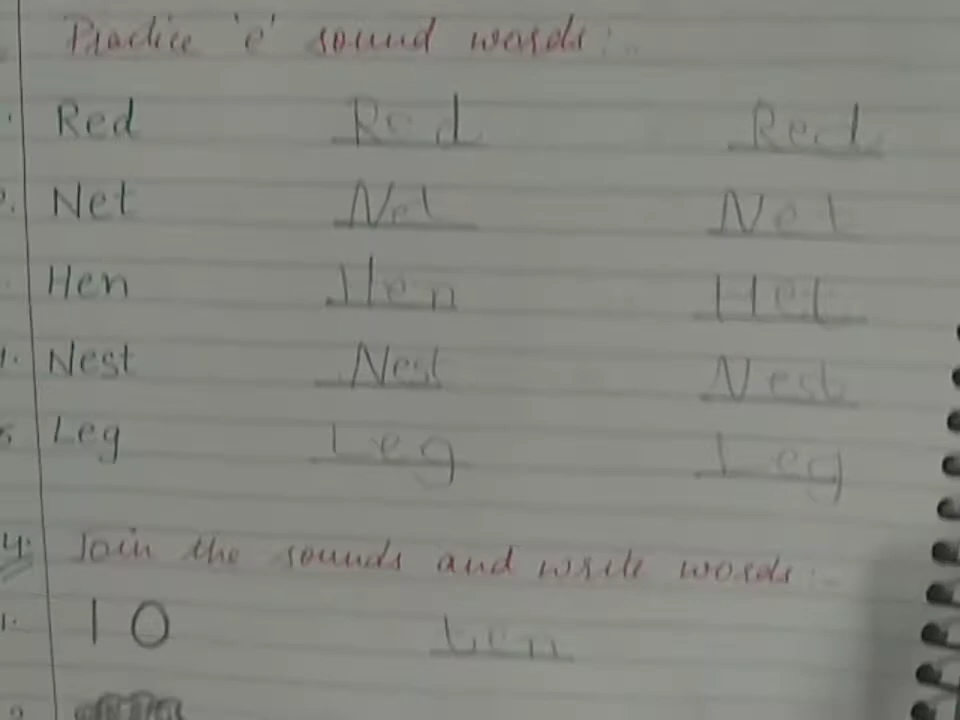 Practice 'e' sound words:
1. Red Red Red
2. Net Net Net
Hen Hen Het
4. Nest Nest Nest
5. Leg Leg Leg
4. Join the sounds and write words:-
1. 10 ten
2.